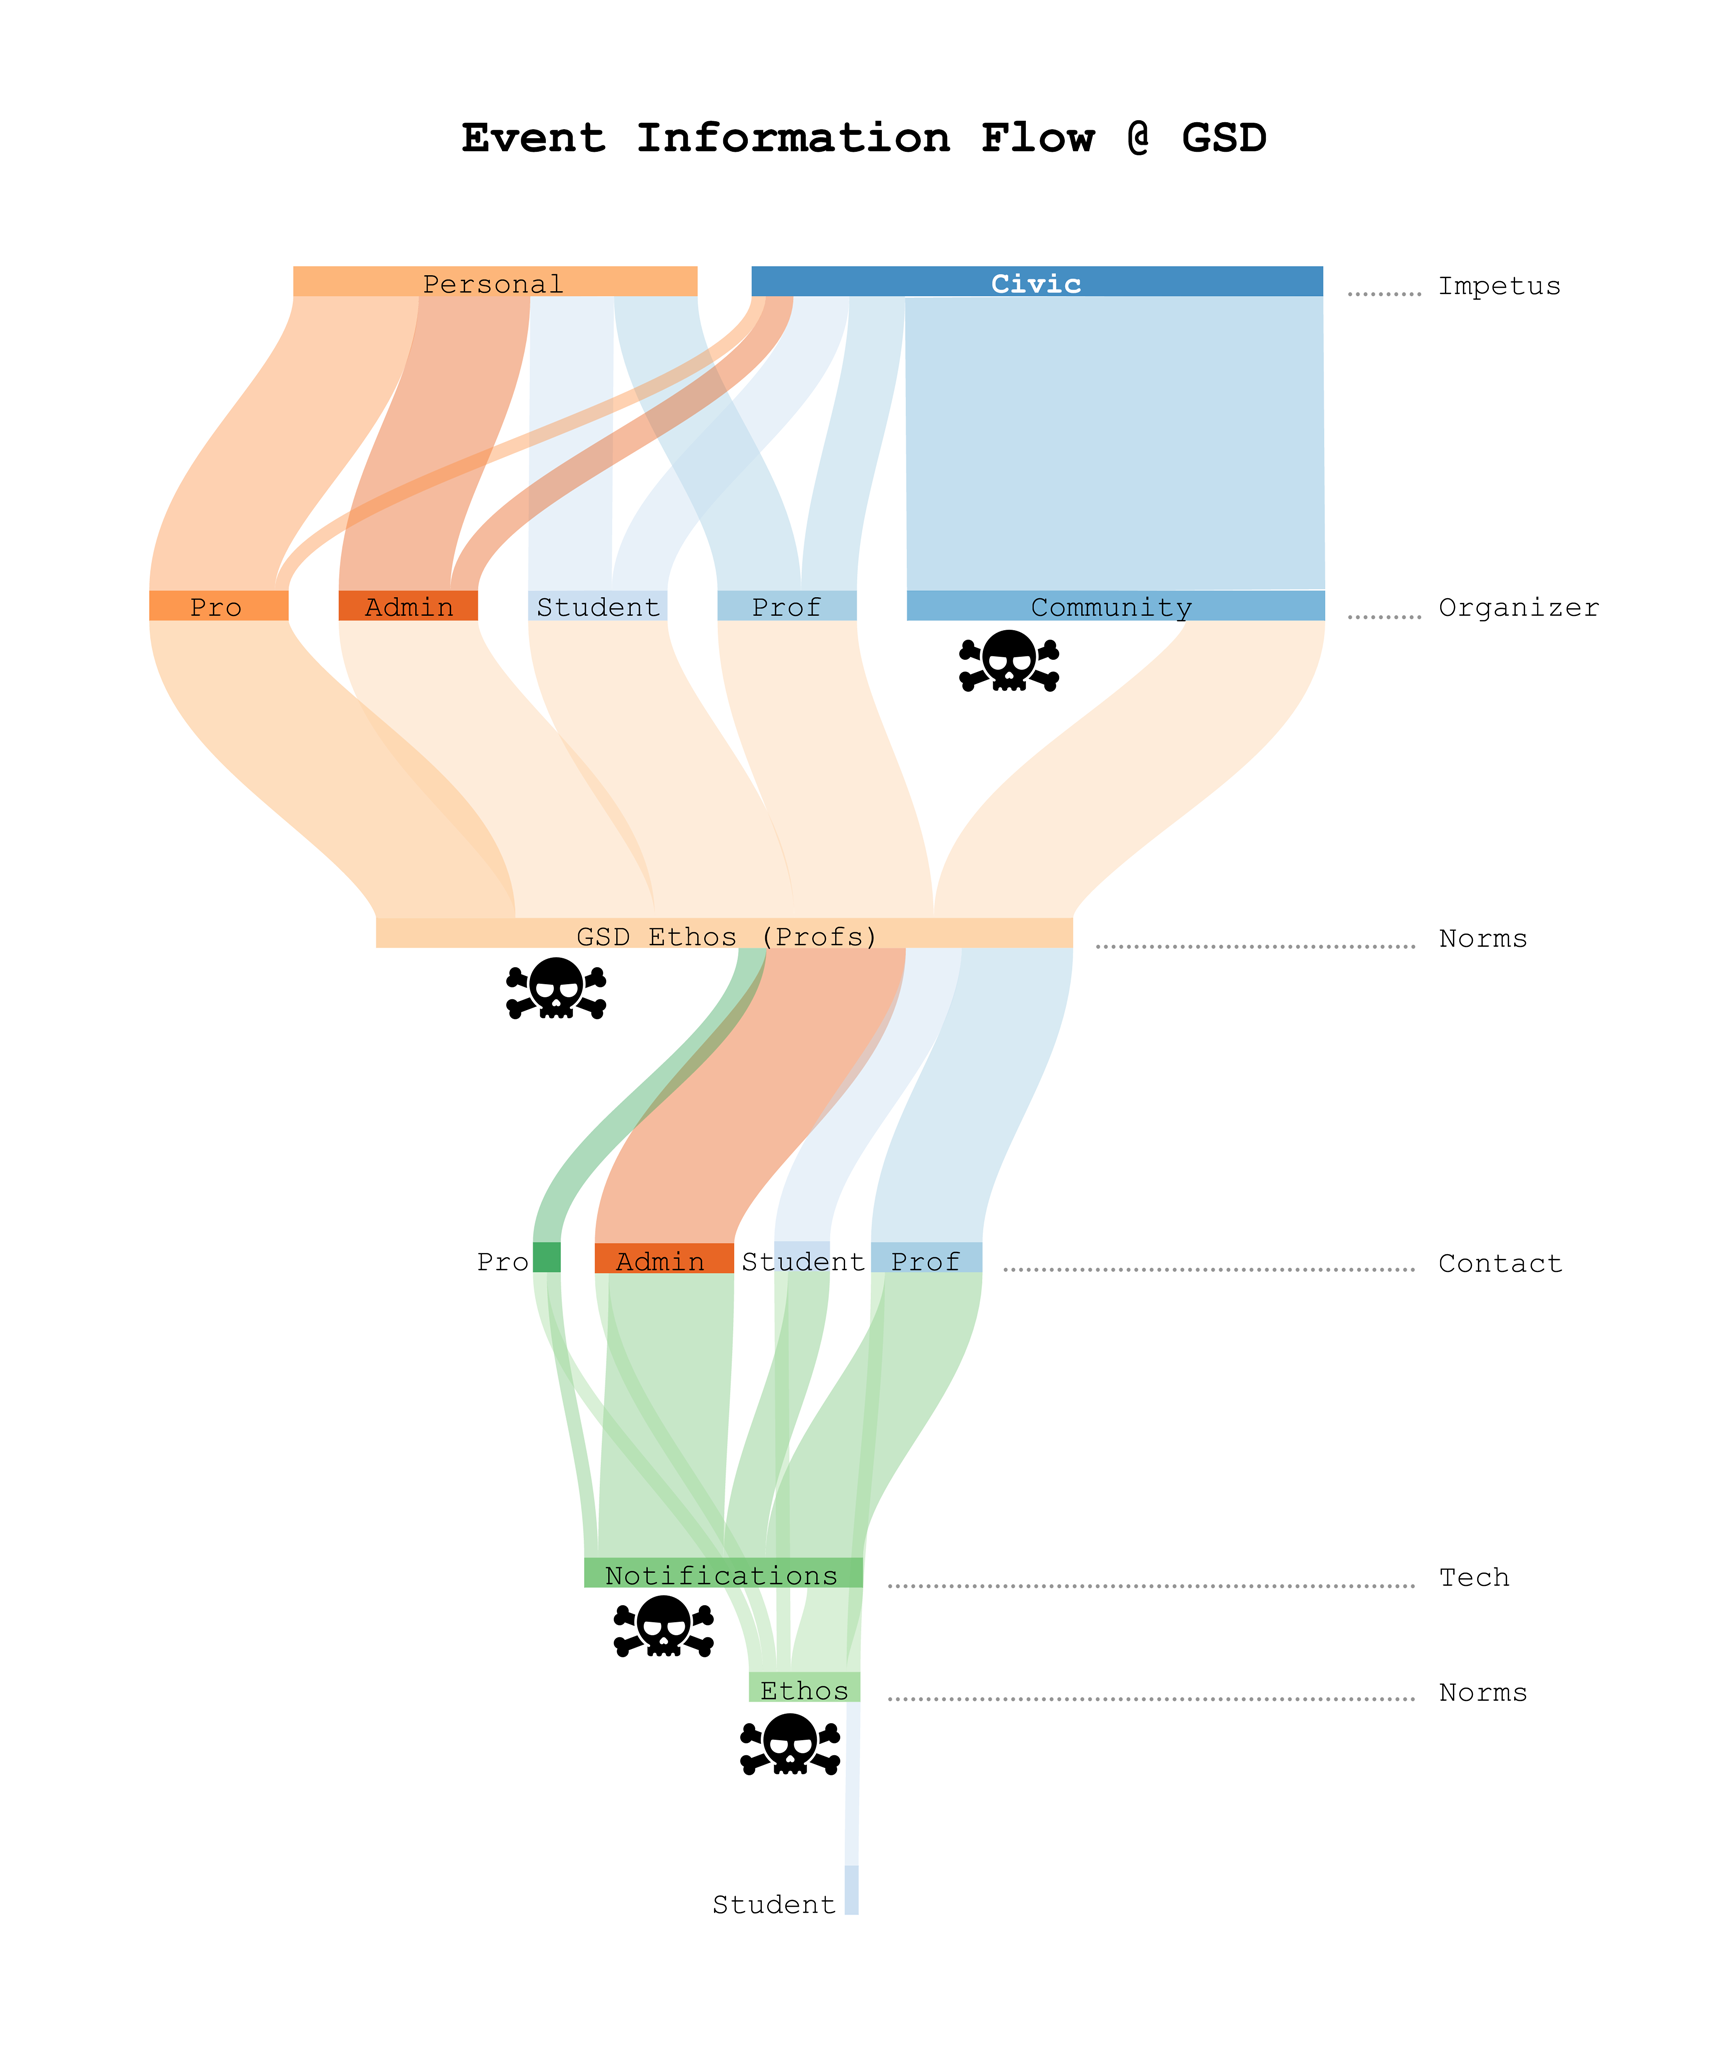 Event Information Flow @ GSD
Personal Civic Impetus
Pro Admin Student Prof Community Organizer
GSD Ethos (Profs) Norms
Pro Admin Student Prof Contact
Notifications Tech
Ethos Norms
Student